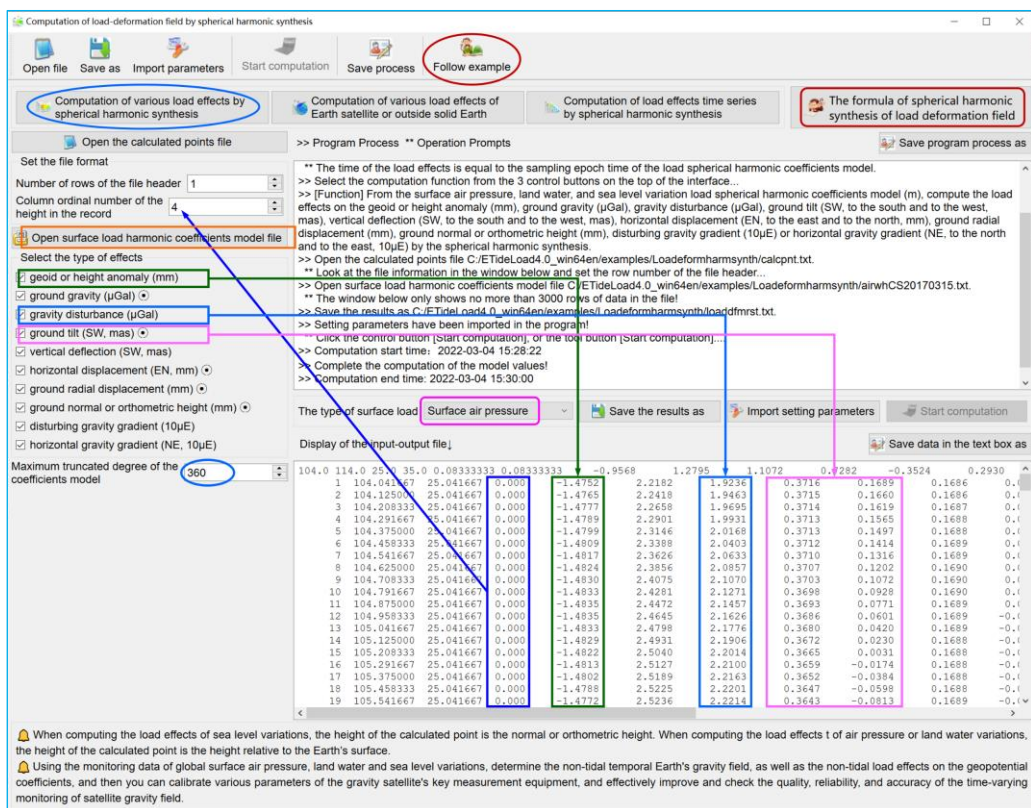 Computation of load-deformation field by spherical harmonic synthesis
Open file
Save as
Import parameters
Start computation
Save process
Follow example
Computation of various load effects by
spherical harmonic synthesis
Computation of various load effects of
Earth satellite or outside solid Earth
Computation of load effects time series
by spherical harmonic synthesis
The formula of spherical harmonic
synthesis of load deformation field
Open the calculated points file
>> Program Process ** Operation Prompts
Save program process as
Set the file format
Number of rows of the file header 1
Column ordinal number of the
height in the record 4
Open surface load harmonic coefficients model file
Select the type of effects
geoid or height anomaly (mm)
ground gravity (μGal)
gravity disturbance (μGal)
ground tilt (SW, mas)
vertical deflection (SW, mas)
horizontal displacement (EN, mm)
ground radial displacement (mm)
ground normal or orthometric height (mm)
disturbing gravity gradient (10μE)
horizontal gravity gradient (NE, 10μE)
Maximum truncated degree of the
coefficients model 360
** The time of the load effects is equal to the sampling epoch time of the load spherical harmonic coefficients model.
>> Select the computation function from the 3 control buttons on the top of the interface...
>> [Function] From the surface air pressure, land water, and sea level variation load spherical harmonic coefficients model (m), compute the load
effects on the geoid or height anomaly (mm), ground gravity (μGal), gravity disturbance (μGal), ground tilt (SW, to the south and to the west,
mas), vertical deflection (SW, to the south and to the west, mas), horizontal displacement (EN, to the east and to the north, mm), ground radial
displacement (mm), ground normal or orthometric height (mm), disturbing gravity gradient (10μE) or horizontal gravity gradient (NE, to the north
and to the east, 10μE) by the spherical harmonic synthesis.
>> Open the calculated points file C:/ETideLoad4.0_win64en/examples/Loadeformharmsynth/calcpnt.txt.
** Look at the file information in the window below and set the row number of the file header...
>> Open surface load harmonic coefficients model file C:/ETideLoad4.0_win64en/examples/Loadeformharmsynth/airwhCS20170315.txt.
** The window below only shows no more than 3000 rows of data in the file!
>> Save the results as C:/ETideLoad4.0_win64en/examples/Loadeformharmsynth/loaddfmrst.txt.
>> Setting parameters have been imported in the program!
** Click the control button [Start computation], or the tool button [Start computation]....
>> Computation start time: 2022-03-04 15:28:22
>> Complete the computation of the model values!
>> Computation end time: 2022-03-04 15:30:00
The type of surface load Surface air pressure
Save the results as
Import setting parameters
Start computation
Display of the input-output file↓
Save data in the text box as
104.0 114.0 25.0 35.0 0.08333333 0.08333333 -0.9568 1.2795 1.1072 0.0282 -0.3524 0.2930
1 104.041667 25.041667 0.000 -1.4752 2.2182 1.9236 0.3716 0.1689 0.1686
2 104.125000 25.041667 0.000 -1.4765 2.2418 1.9463 0.3715 0.1660 0.1686
3 104.208333 25.041667 0.000 -1.4777 2.2658 1.9695 0.3714 0.1619 0.1687
4 104.291667 25.041667 0.000 -1.4789 2.2901 1.9931 0.3713 0.1565 0.1688
5 104.375000 25.041667 0.000 -1.4799 2.3146 2.0168 0.3713 0.1497 0.1688
6 104.458333 25.041667 0.000 -1.4809 2.3388 2.0403 0.3712 0.1414 0.1689
7 104.541667 25.041667 0.000 -1.4817 2.3626 2.0633 0.3710 0.1316 0.1689
8 104.625000 25.041667 0.000 -1.4824 2.3856 2.0857 0.3707 0.1202 0.1690
9 104.708333 25.041667 0.000 -1.4830 2.4075 2.1070 0.3703 0.1072 0.1690
10 104.791667 25.041667 0.000 -1.4833 2.4281 2.1271 0.3698 0.0928 0.1690
11 104.875000 25.041667 0.000 -1.4835 2.4472 2.1457 0.3693 0.0771 0.1689
12 104.958333 25.041667 0.000 -1.4835 2.4645 2.1626 0.3686 0.0601 0.1689
13 105.041667 25.041667 0.000 -1.4833 2.4798 2.1776 0.3680 0.0420 0.1689
14 105.125000 25.041667 0.000 -1.4829 2.4931 2.1906 0.3672 0.0230 0.1688
15 105.208333 25.041667 0.000 -1.4822 2.5040 2.2014 0.3665 0.0031 0.1688
16 105.291667 25.041667 0.000 -1.4813 2.5127 2.2100 0.3659 -0.0174 0.1688
17 105.375000 25.041667 0.000 -1.4802 2.5189 2.2163 0.3652 -0.0384 0.1688
18 105.458333 25.041667 0.000 -1.4788 2.5225 2.2201 0.3647 -0.0598 0.1688
19 105.541667 25.041667 0.000 -1.4772 2.5236 2.2214 0.3643 -0.0813 0.1689
When computing the load effects of sea level variations, the height of the calculated point is the normal or orthometric height. When computing the load effects t of air pressure or land water variations,
the height of the calculated point is the height relative to the Earth's surface.
Using the monitoring data of global surface air pressure, land water and sea level variations, determine the non-tidal temporal Earth's gravity field, as well as the non-tidal load effects on the geopotential
coefficients, and then you can calibrate various parameters of the gravity satellite's key measurement equipment, and effectively improve and check the quality, reliability, and accuracy of the time-varying
monitoring of satellite gravity field.